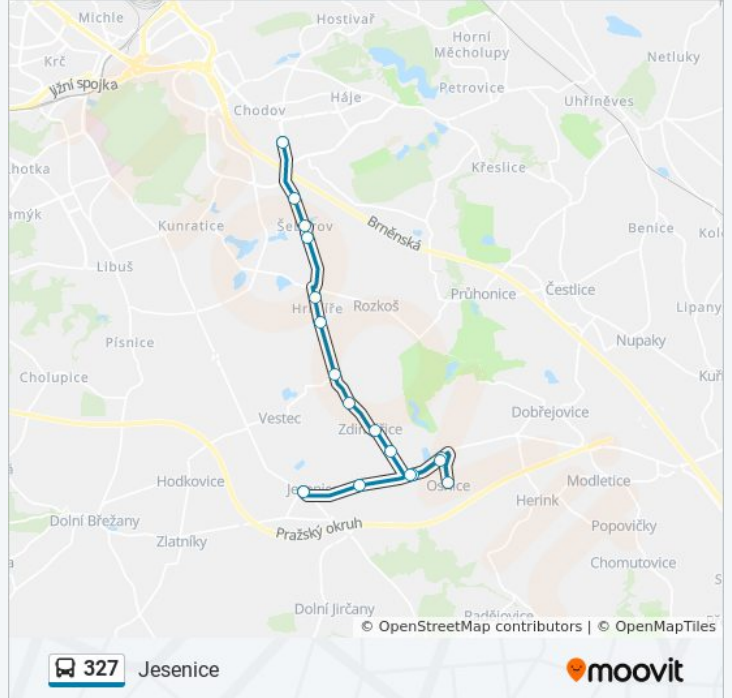 Michle
Hostivař
Horní
Měcholupy
Krč
Netluky
Jižní spojka
Háje
Petrovice
Uhříněves
Chodov
Křeslice
Kunratice
Brněnská
Benice
Libuš
Průhonice
Čestlice
Rozkoš
Lipany
Písnice
Nupaky
Cholupice
Dobřejovice
Vestec
Hodkovice
Modletice
Herink
Dolní Břežany
Pražský okruh
Popovičky
Zlatníky
Chomutovice
Dolní Jirčany
Radějovice
© OpenStreetMap contributors | © OpenMapTiles
327 Jesenice
moovit